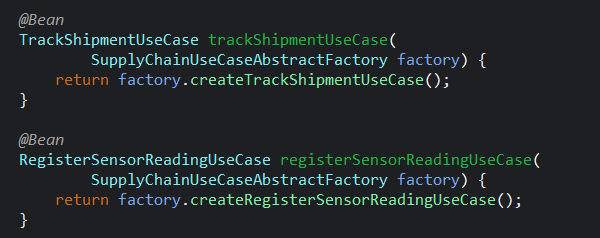 @Bean
TrackShipmentUseCase trackShipmentUseCase(
        SupplyChainUseCaseAbstractFactory factory) {
    return factory.createTrackShipmentUseCase();
}

@Bean
RegisterSensorReadingUseCase registerSensorReadingUseCase(
        SupplyChainUseCaseAbstractFactory factory) {
    return factory.createRegisterSensorReadingUseCase();
}